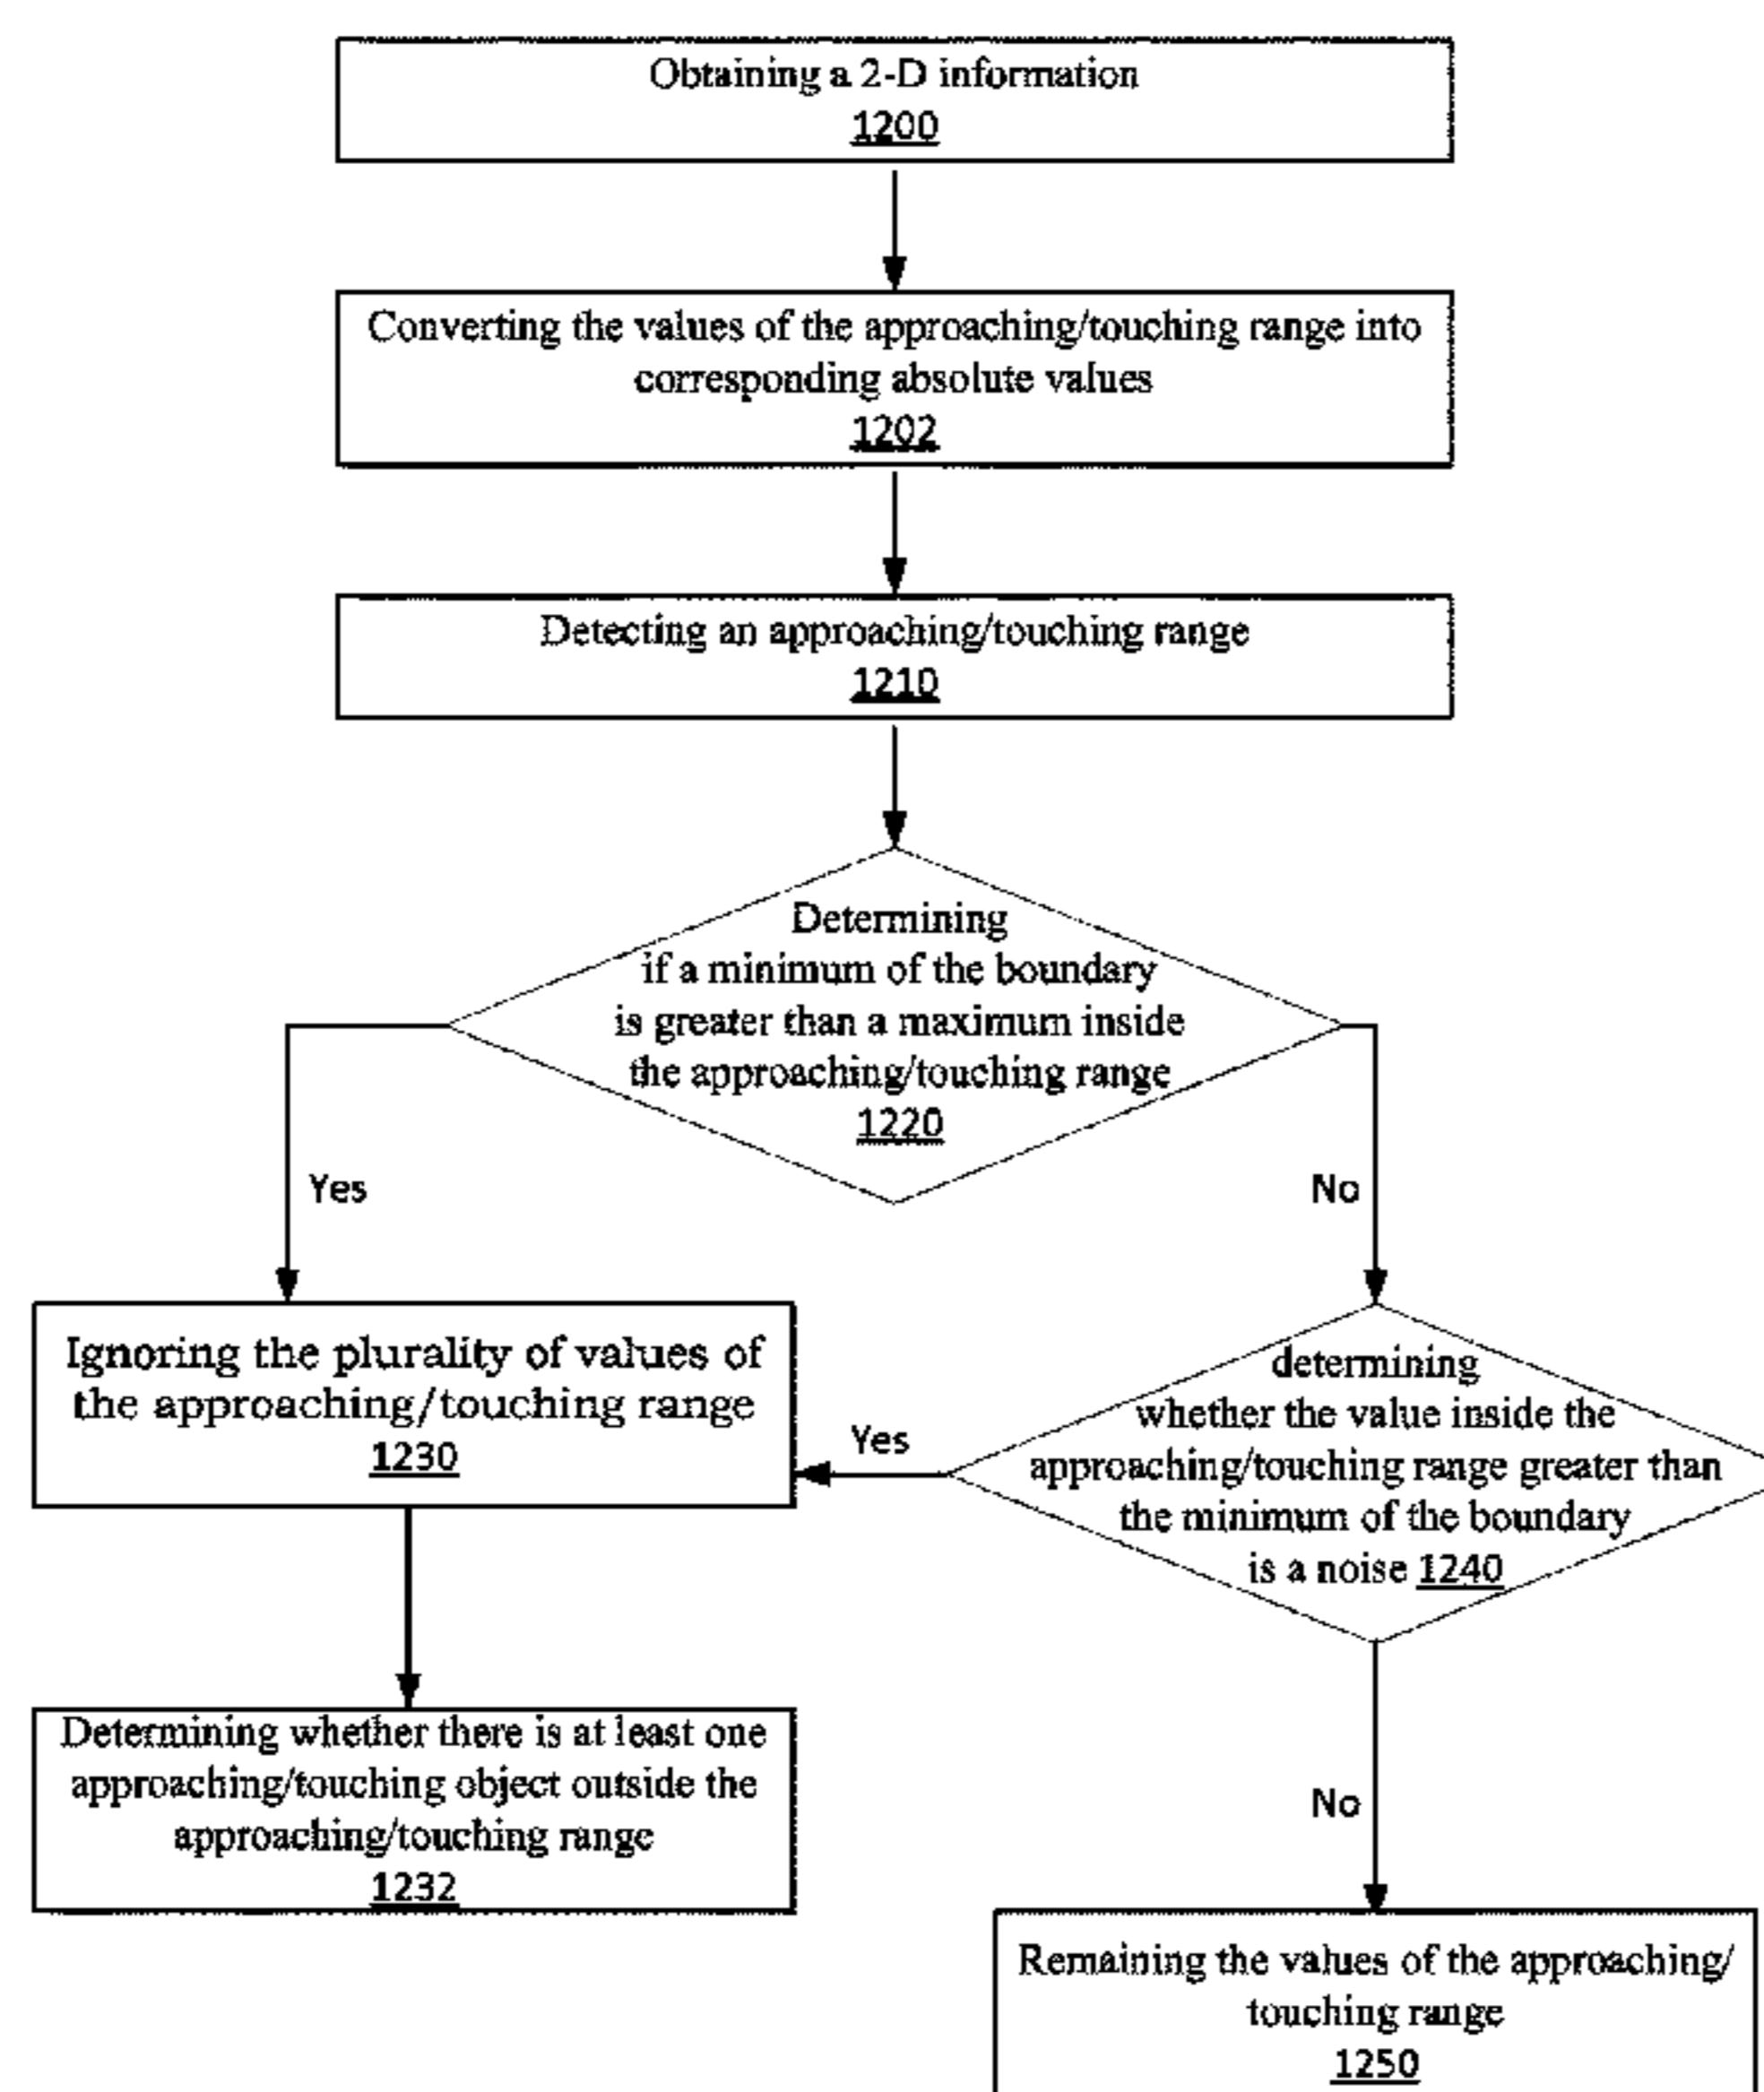 Obtaining a 2-D information
1200
Converting the values of the approaching/touching range into
corresponding absolute values
1202
Detecting an approaching/touching range
1210
Determining
if a minimum of the boundary
is greater than a maximum inside
the approaching/touching range
1220
Yes
No
Ignoring the plurality of values of
the approaching/touching range
1230
Yes
determining
whether the value inside the
approaching/touching range greater than
the minimum of the boundary
is a noise 1240
Determining whether there is at least one
approaching/touching object outside the
approaching/touching range
1232
No
Remaining the values of the approaching/
touching range
1250